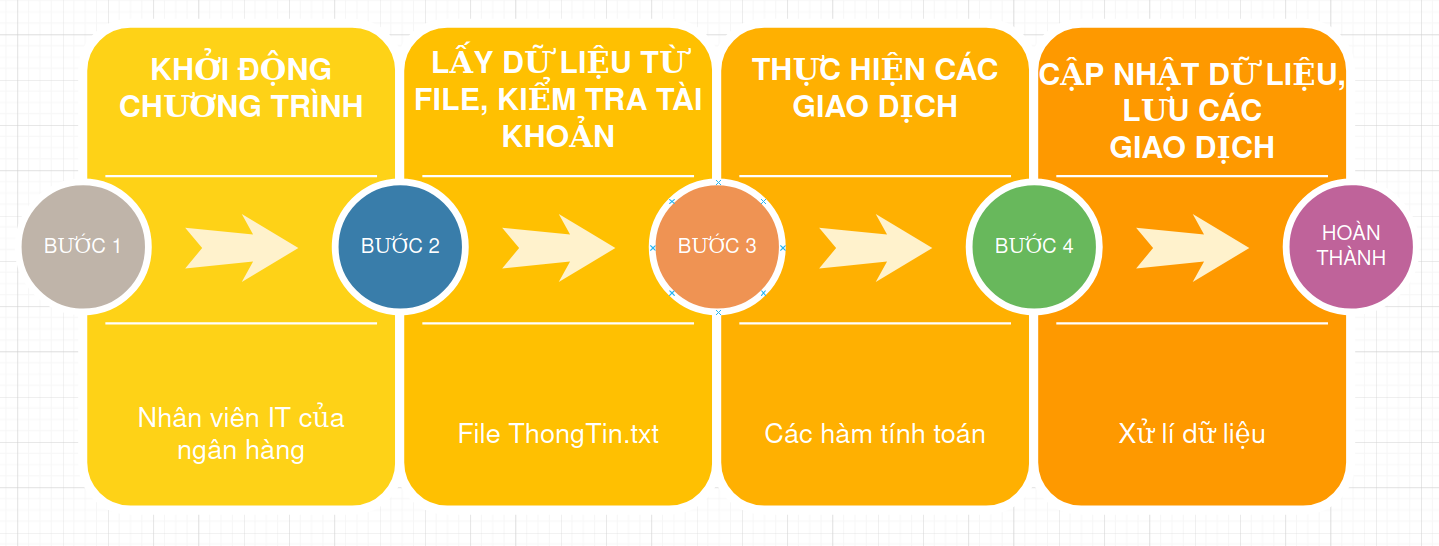 KHỞI ĐỘNG
CHƯƠNG TRÌNH
LẤY DỮ LIỆU TỪ
FILE, KIỂM TRA TÀI
KHOẢN
THỰC HIỆN CÁC
GIAO DỊCH
CẬP NHẬT DỮ LIỆU,
LƯU CÁC
GIAO DỊCH
BƯỚC 1
BƯỚC 2
BƯỚC 3
BƯỚC 4
HOÀN
THÀNH
Nhân viên IT của
ngân hàng
File ThongTin.txt
Các hàm tính toán
Xử lí dữ liệu